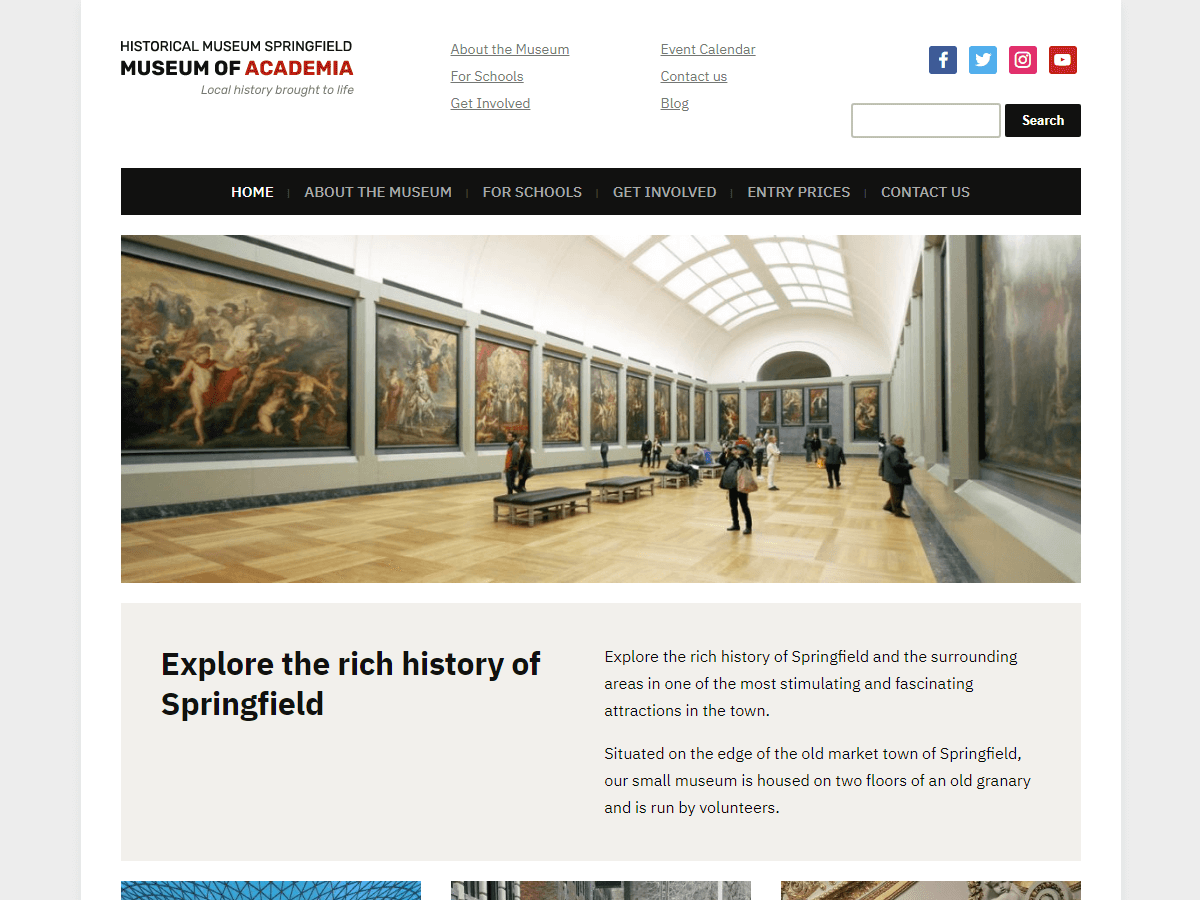 HISTORICAL MUSEUM SPRINGFIELD
MUSEUM OF ACADEMIA
Local history brought to life
About the Museum
For Schools
Get Involved
Event Calendar
Contact us
Blog
Search
HOME | ABOUT THE MUSEUM | FOR SCHOOLS | GET INVOLVED | ENTRY PRICES | CONTACT US
Explore the rich history of
Springfield
Explore the rich history of Springfield and the surrounding
areas in one of the most stimulating and fascinating
attractions in the town.
Situated on the edge of the old market town of Springfield,
our small museum is housed on two floors of an old granary
and is run by volunteers.